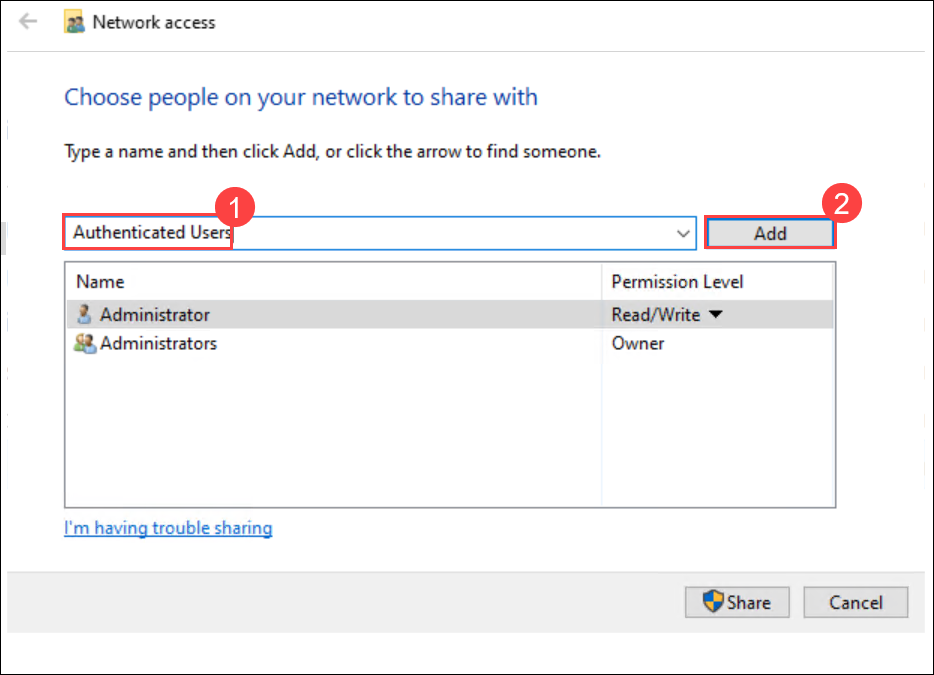 Network access
Choose people on your network to share with
Type a name and then click Add, or click the arrow to find someone.
1
2
Authenticated Users
Add
Name Permission Level
Administrator Read/Write
Administrators Owner
I'm having trouble sharing
Share Cancel